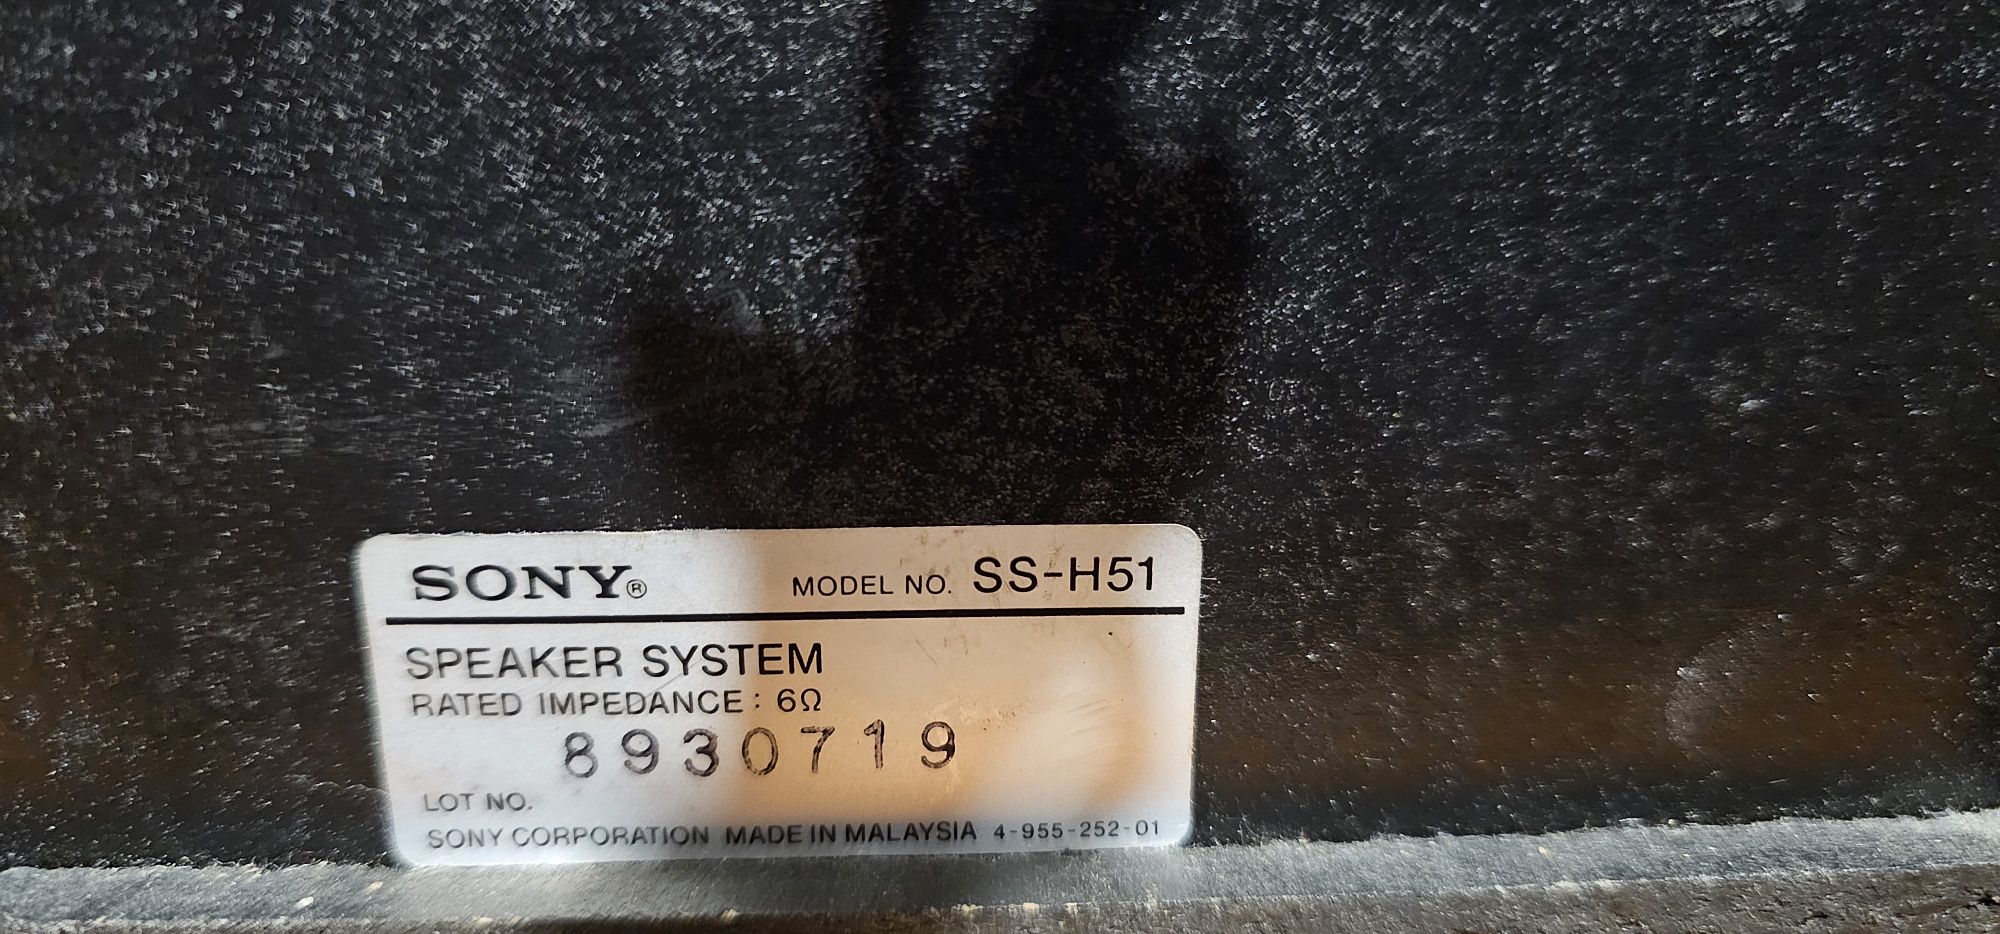 SONY® MODEL NO. SS-H51
SPEAKER SYSTEM
RATED IMPEDANCE : 6Ω
8930719
LOT NO.
SONY CORPORATION MADE IN MALAYSIA 4-955-252-01